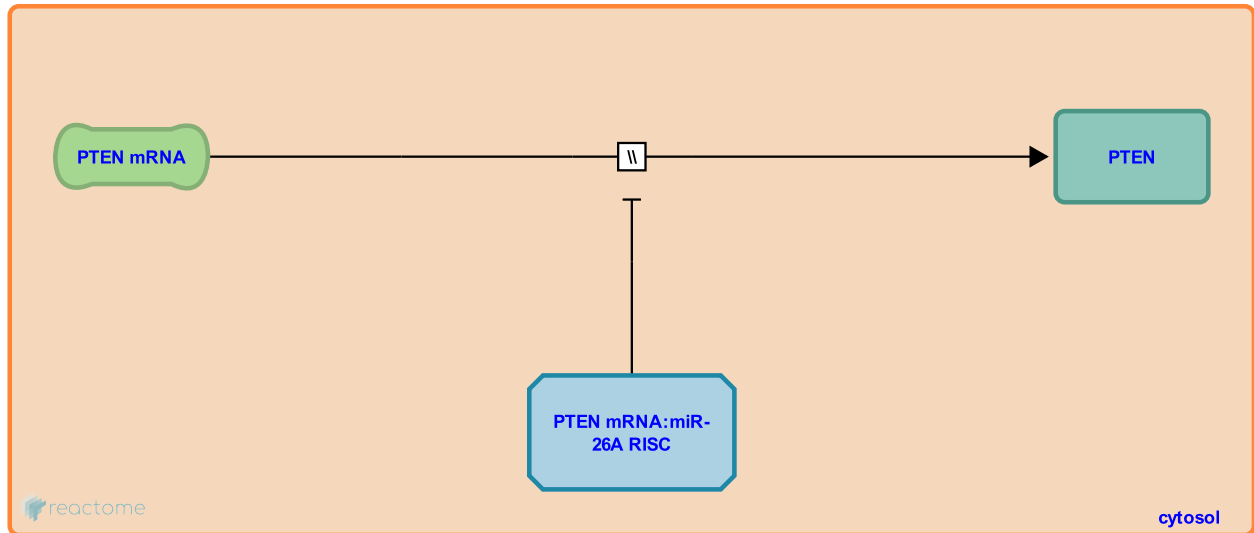 PTEN mRNA
\\
PTEN
PTEN mRNA:miR-
26A RISC
reactome
cytosol